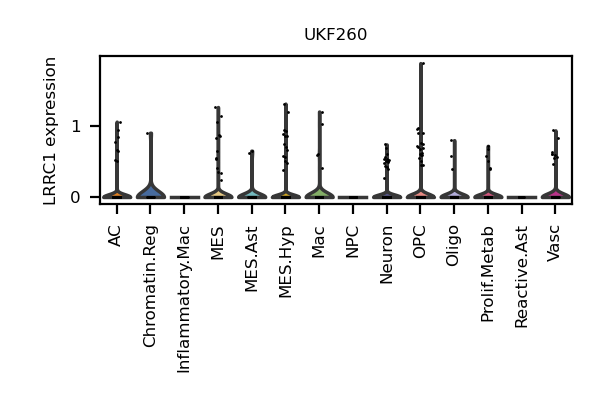 UKF260
LRRC1 expression
1
0
AC
Chromatin.Reg
Inflammatory.Mac
MES
MES.Ast
MES.Hyp
Mac
NPC
Neuron
OPC
Oligo
Prolif.Metab
Reactive.Ast
Vasc